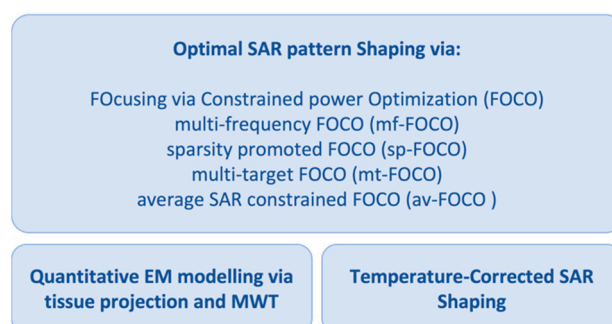 Optimal SAR pattern Shaping via:
FOcusing via Constrained power Optimization (FOCO)
multi-frequency FOCO (mf-FOCO)
sparsity promoted FOCO (sp-FOCO)
multi-target FOCO (mt-FOCO)
average SAR constrained FOCO (av-FOCO )
Quantitative EM modelling via
tissue projection and MWT
Temperature-Corrected SAR
Shaping